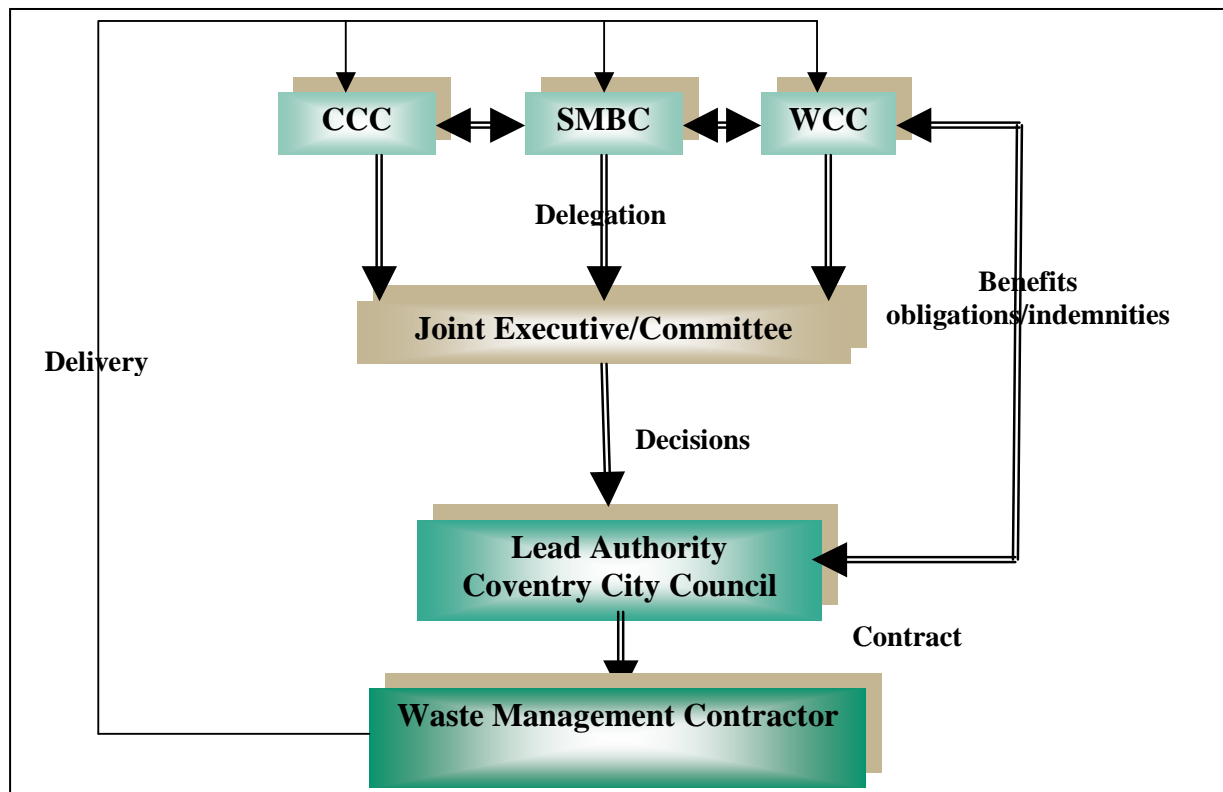 CCC
SMBC
WCC
Delegation
Benefits
obligations/indemnities
Joint Executive/Committee
Delivery
Decisions
Lead Authority
Coventry City Council
Contract
Waste Management Contractor